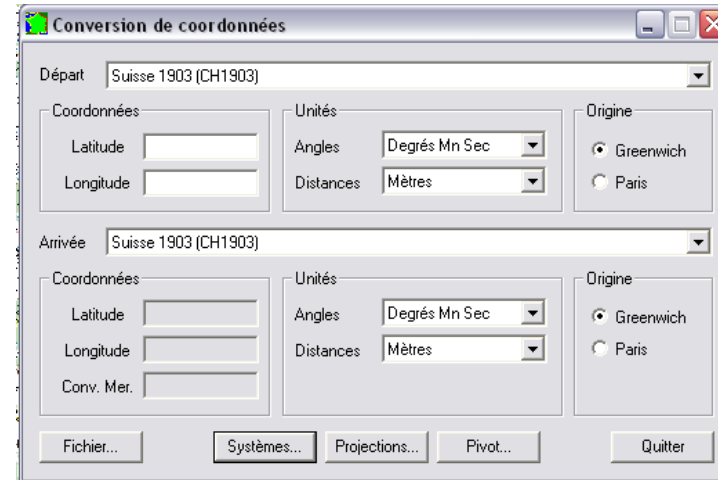 Conversion de coordonnées
Départ Suisse 1903 (CH1903)
Coordonnées Unités Origine
Latitude Angles Degrés Mn Sec Greenwich
Longitude Distances Mètres Paris
Arrivée Suisse 1903 (CH1903)
Coordonnées Unités Origine
Latitude Angles Degrés Mn Sec Greenwich
Longitude Distances Mètres Paris
Conv. Mer.
Fichier... Systèmes... Projections... Pivot... Quitter